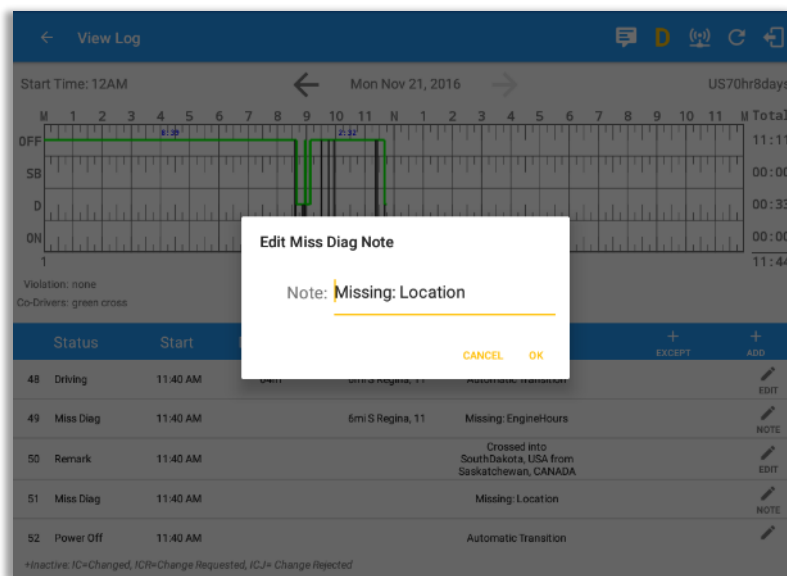 View Log
D
Start Time: 12AM
Mon Nov 21, 2016
US70hr8days
M 1 2 3 4 5 6 7 8 9 10 11 N 1 2 3 4 5 6 7 8 9 10 11 M Total
OFF 11:11
SB 00:00
D 00:33
ON 00:00
1 11:44
Violation: none
Co-Drivers: green cross
Edit Miss Diag Note
Note: Missing: Location
CANCEL OK
Status Start
EXCEPT ADD
48 Driving 11:40 AM 04m 6mi S Regina, 11 Automatic Transition EDIT
49 Miss Diag 11:40 AM 6mi S Regina, 11 Missing: EngineHours NOTE
50 Remark 11:40 AM Crossed into
SouthDakota, USA from
Saskatchewan, CANADA EDIT
51 Miss Diag 11:40 AM Missing: Location NOTE
52 Power Off 11:40 AM Automatic Transition
+Inactive: IC=Changed, ICR=Change Requested, ICJ= Change Rejected